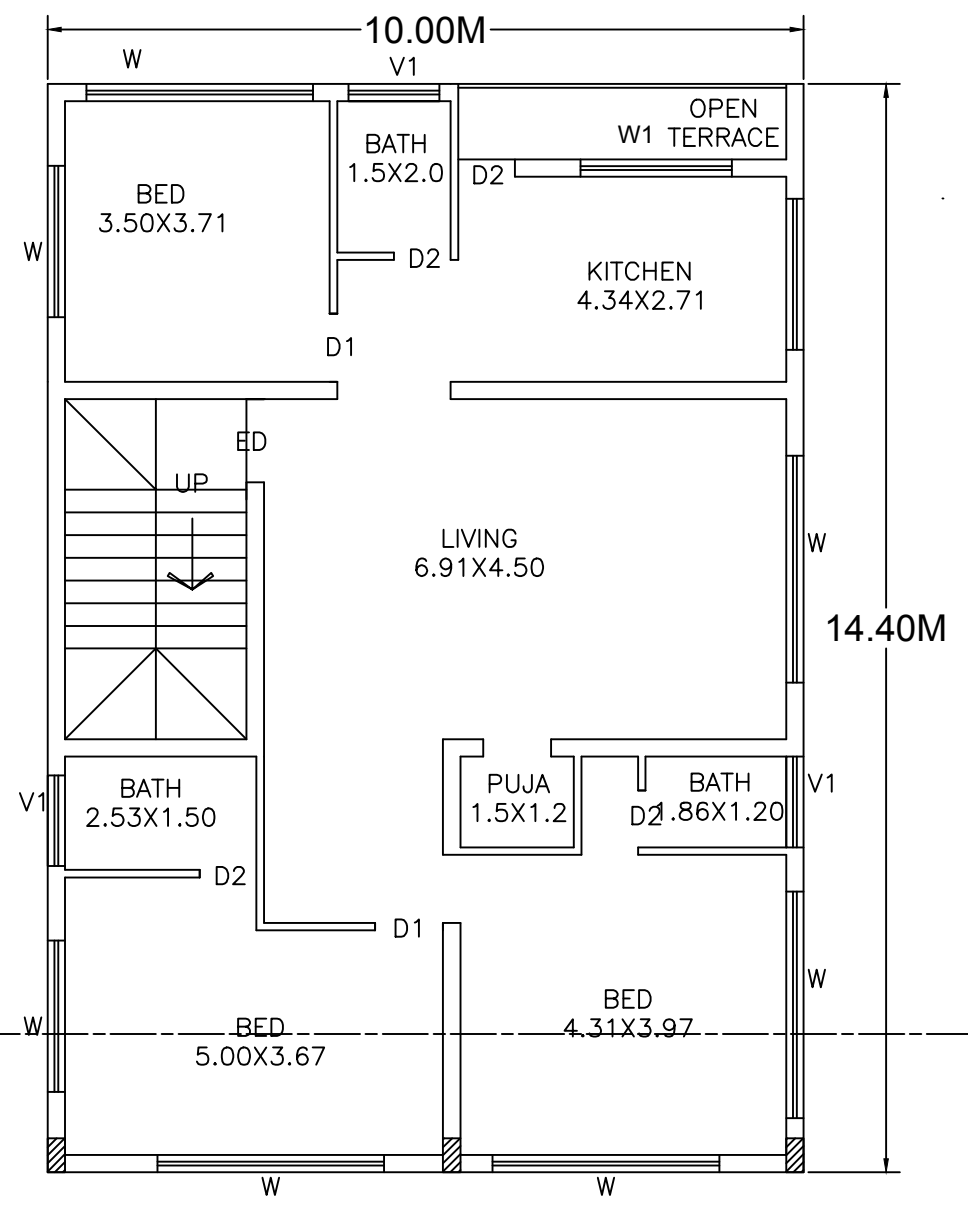 10.00M
W
V1
OPEN
TERRACE
W1
BATH
1.5X2.0
D2
BED
3.50X3.71
W
D2
KITCHEN
4.34X2.71
D1
ED
UP
LIVING
6.91X4.50
W
14.40M
BATH
2.53X1.50
V1
PUJA
1.5X1.2
BATH
1.86X1.20
V1
D2
D2
D1
W
BED
4.31X3.97
W
BED
5.00X3.67
W
W